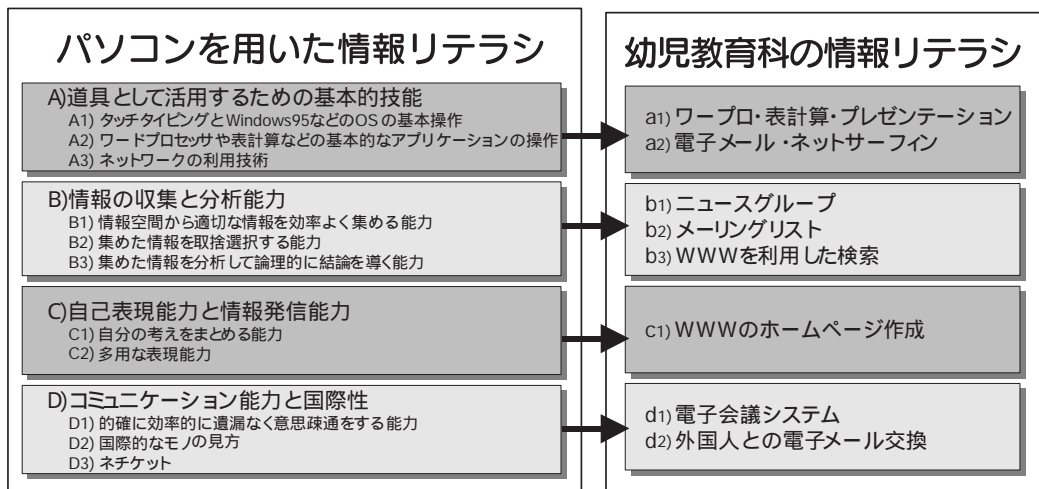 パソコンを用いた情報リテラシ
A)道具として活用するための基本的技能
A1) タッチタイピングとWindows95などのOSの基本操作
A2) ワードプロセッサや表計算などの基本的なアプリケーションの操作
A3) ネットワークの利用技術
B)情報の収集と分析能力
B1) 情報空間から適切な情報を効率よく集める能力
B2) 集めた情報を取捨選択する能力
B3) 集めた情報を分析して論理的に結論を導く能力
C)自己表現能力と情報発信能力
C1) 自分の考えをまとめる能力
C2) 多用な表現能力
D)コミュニケーション能力と国際性
D1) 的確に効率的に遺漏なく意思疎通をする能力
D2) 国際的なモノの見方
D3) ネチケット
幼児教育科の情報リテラシ
a1) ワープロ・表計算・プレゼンテーション
a2) 電子メール・ネットサーフィン
b1) ニュースグループ
b2) メーリングリスト
b3) WWWを利用した検索
c1) WWWのホームページ作成
d1) 電子会議システム
d2) 外国人との電子メール交換